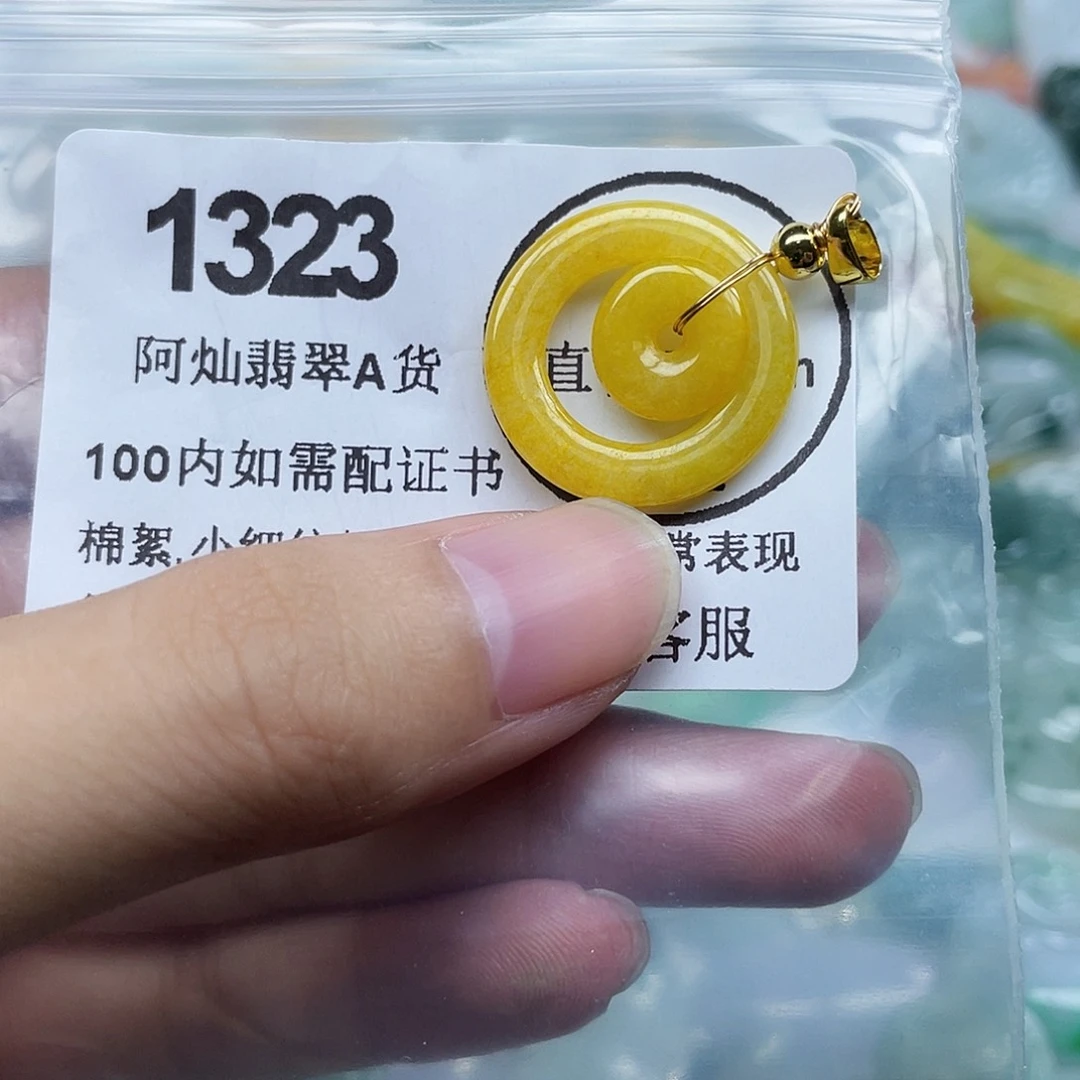 1323
阿灿翡翠A货 直
100内如需配证书
棉絮.小细 常表现
客服